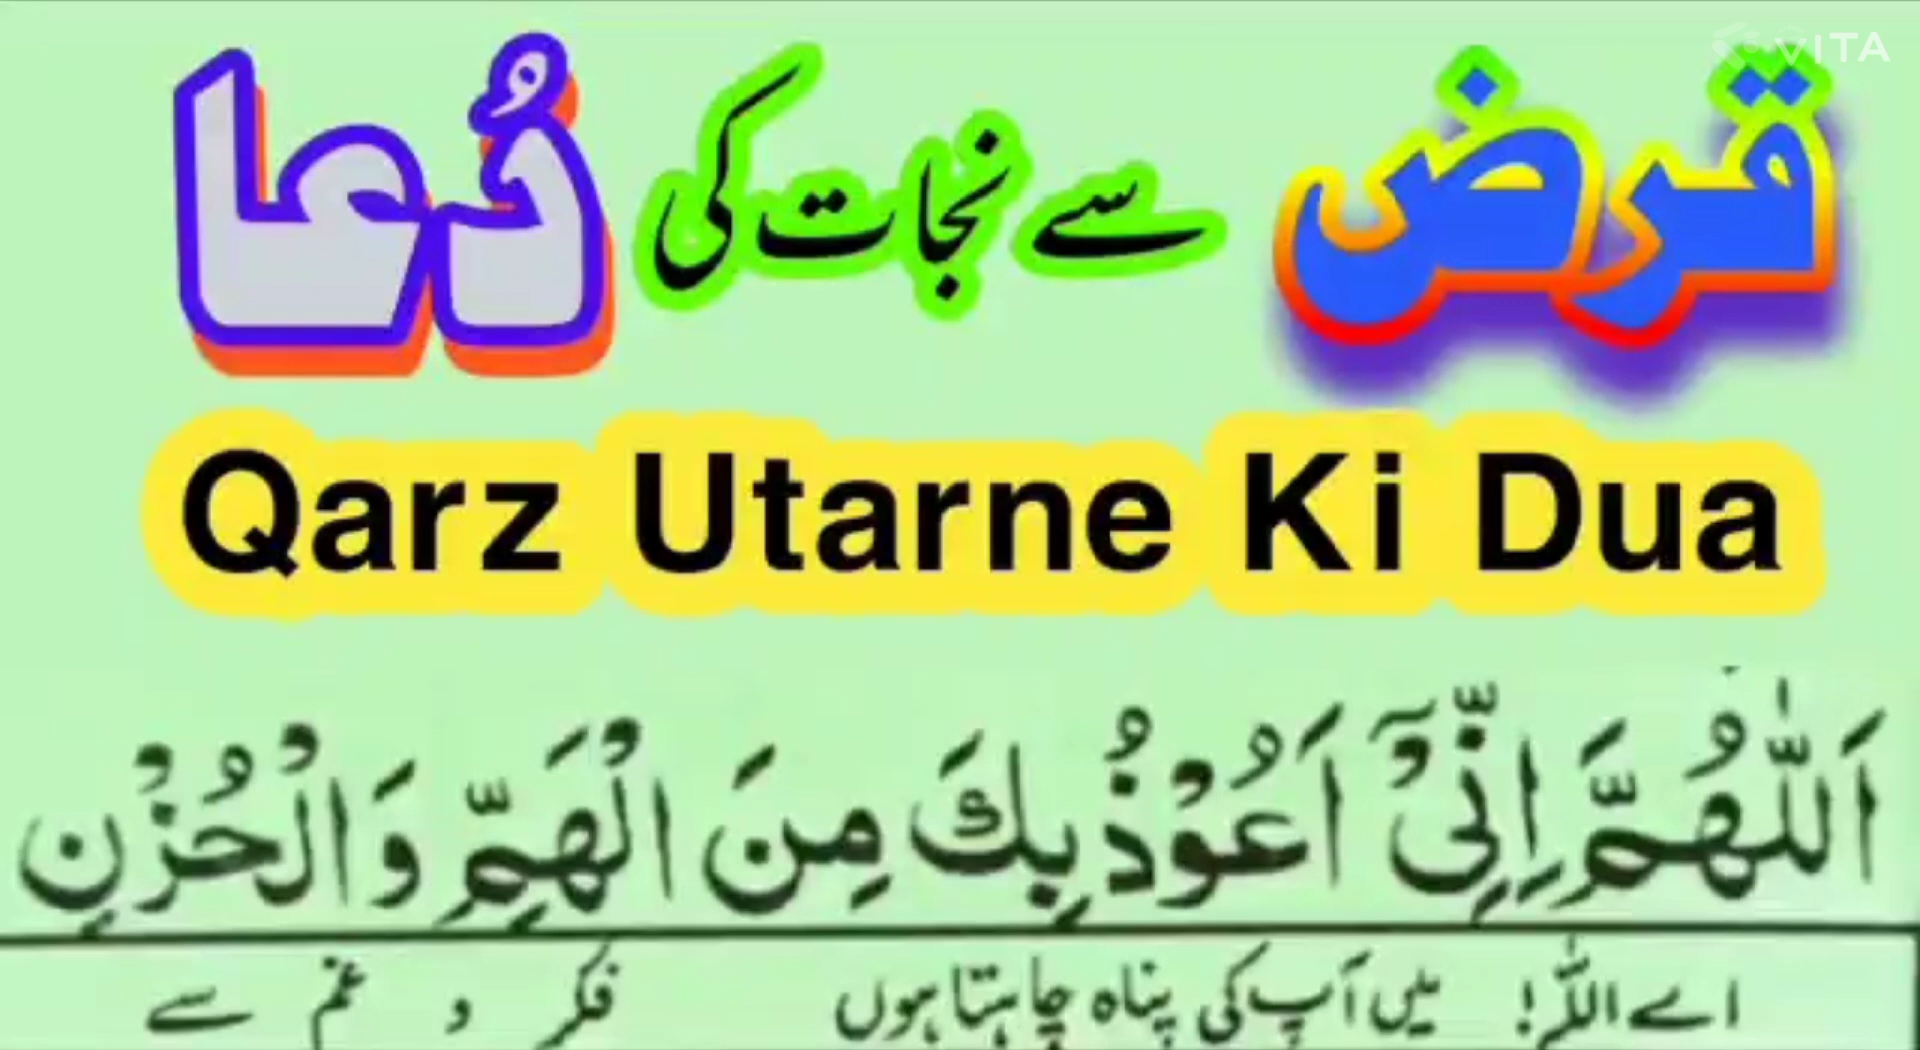 VITA
قرض سے نجات کی دُعا
Qarz Utarne Ki Dua
اَللّٰهُمَّ اِنِّیْۤ اَعُوْذُبِكَ مِنَ الْهَمِّ وَالْحُزْنِ
اے اللہ! میں آپ کی پناہ چاہتا ہوں فکر و غم سے